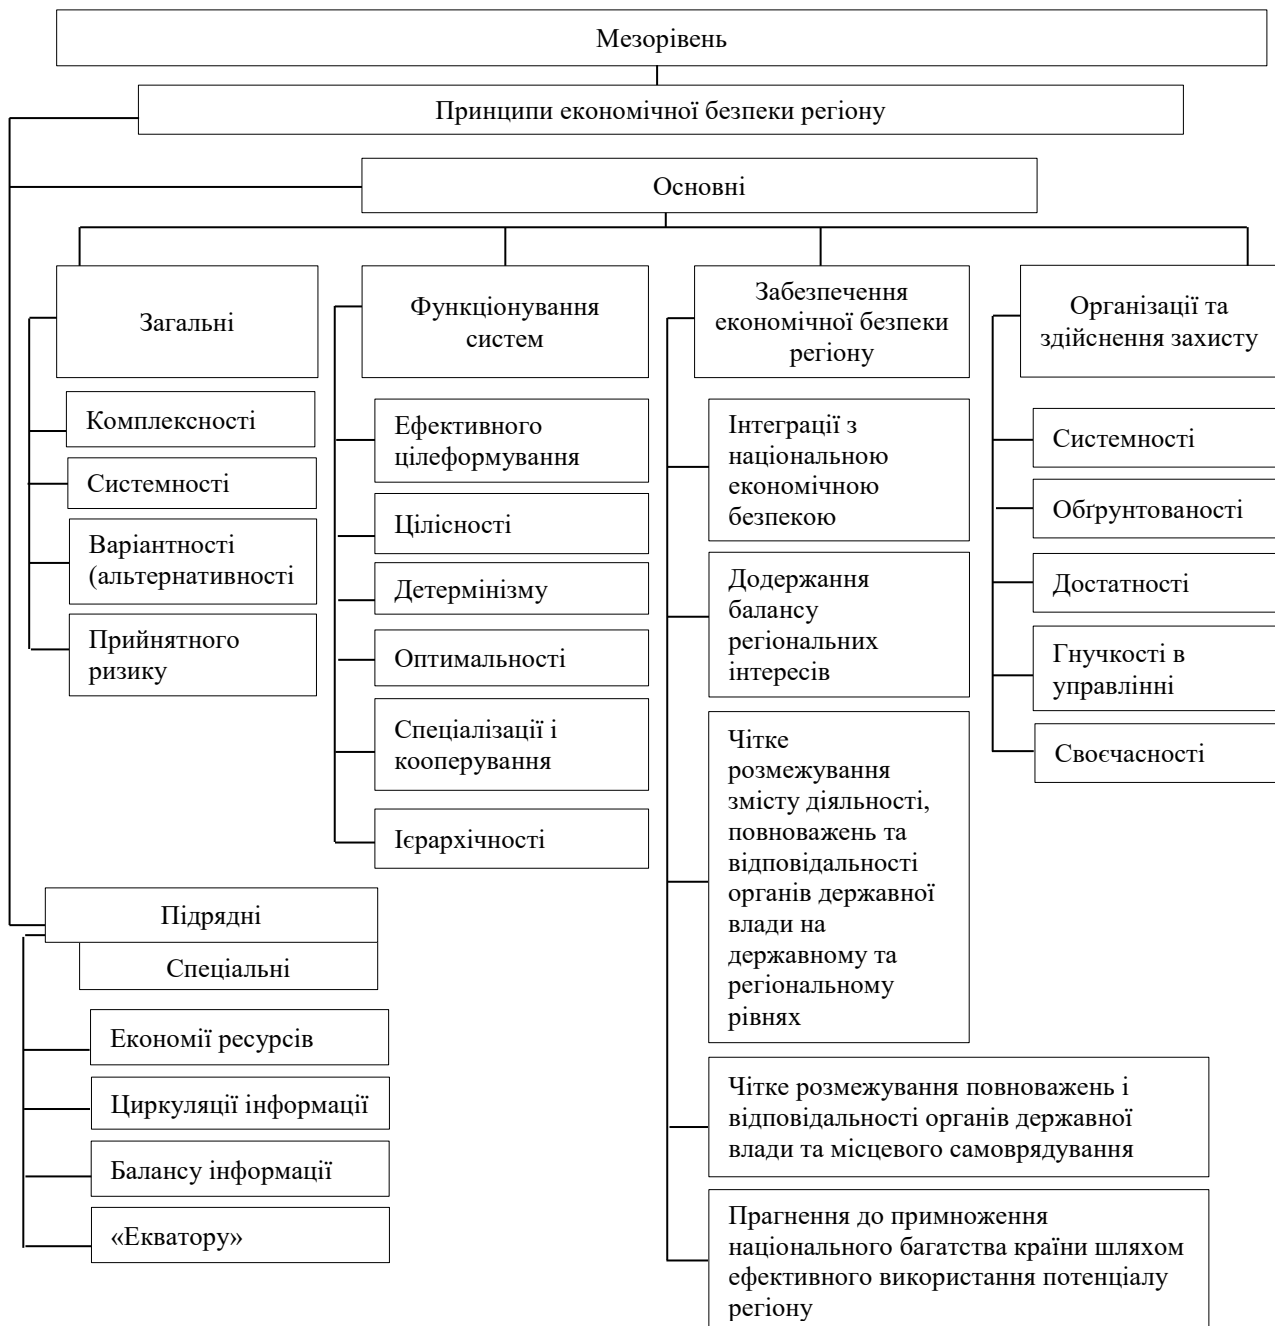 Мезорівень
Принципи економічної безпеки регіону
Основні
Загальні
Комплексності
Системності
Варіантності
(альтернативності
Прийнятного
ризику
Функціонування
систем
Ефективного
цілеформування
Цілісності
Детермінізму
Оптимальності
Спеціалізації і
кооперування
Ієрархічності
Забезпечення
економічної безпеки
регіону
Інтеграції з
національною
економічною
безпекою
Додержання
балансу
регіональних
інтересів
Чітке
розмежування
змісту діяльності,
повноважень та
відповідальності
органів державної
влади на
державному та
регіональному
рівнях
Чітке розмежування повноважень і
відповідальності органів державної
влади та місцевого самоврядування
Прагнення до примноження
національного багатства країни шляхом
ефективного використання потенціалу
регіону
Організації та
здійснення захисту
Системності
Обґрунтованості
Достатності
Гнучкості в
управлінні
Своєчасності
Підрядні
Спеціальні
Економії ресурсів
Циркуляції інформації
Балансу інформації
«Екватору»